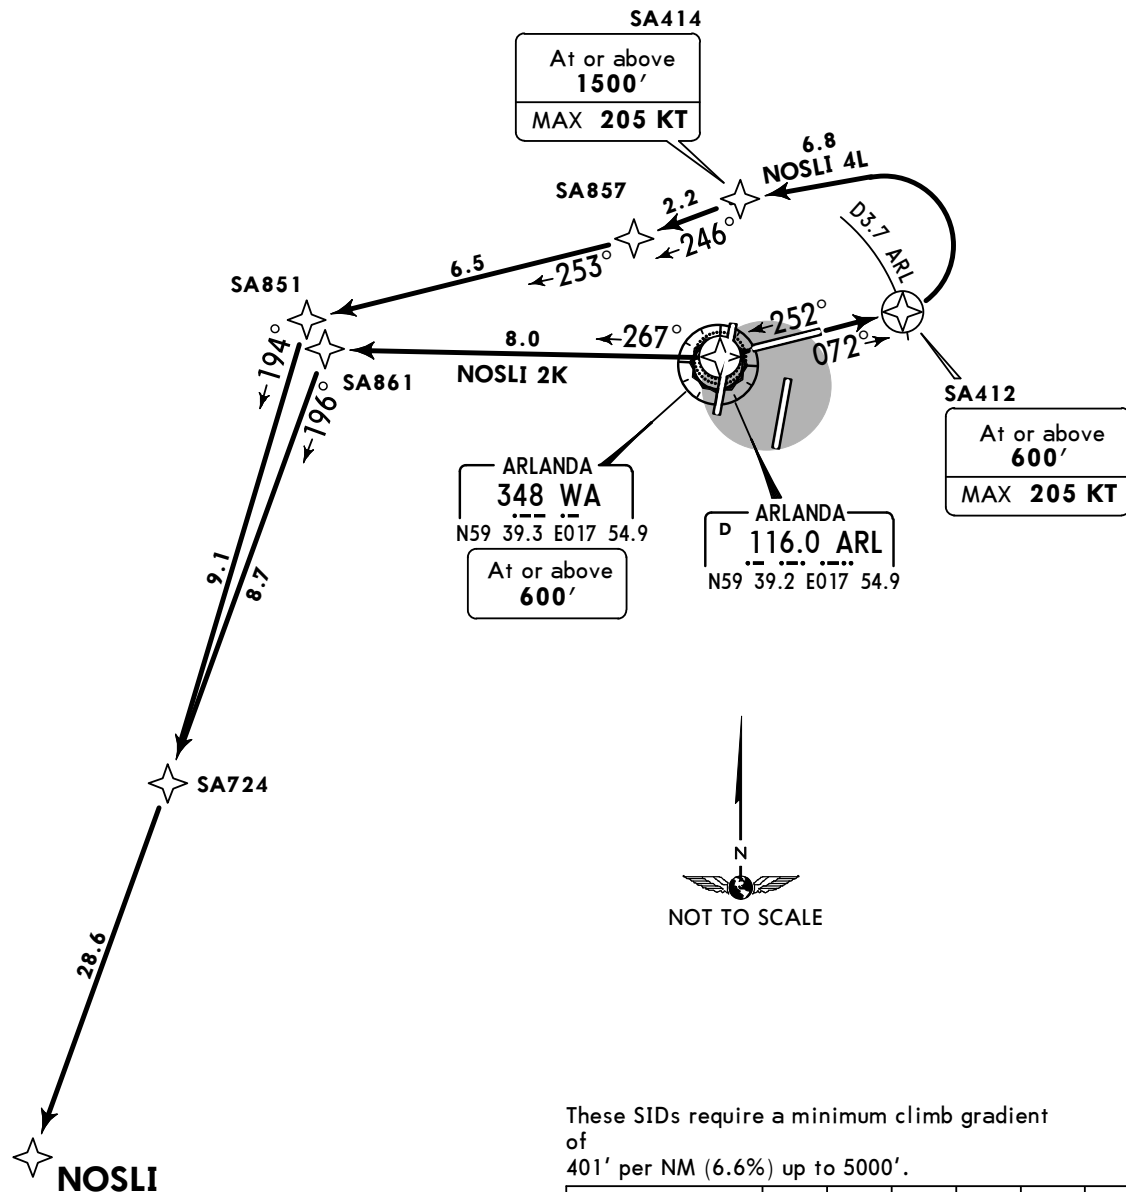 SA414
At or above
1500′
MAX 205 KT
6.8
NOSLI 4L
SA857
2.2
←246°
D3.7 ARL
6.5
←253°
SA851
←194°
8.0
←267°
←252°
072°→
NOSLI 2K
SA861
←196°
SA412
At or above
600′
MAX 205 KT
ARLANDA
348 WA
N59 39.3 E017 54.9
At or above
600′
ARLANDA
D 116.0 ARL
N59 39.2 E017 54.9
9.1
8.7
SA724
N
NOT TO SCALE
28.6
NOSLI
These SIDs require a minimum climb gradient
of
401′ per NM (6.6%) up to 5000′.